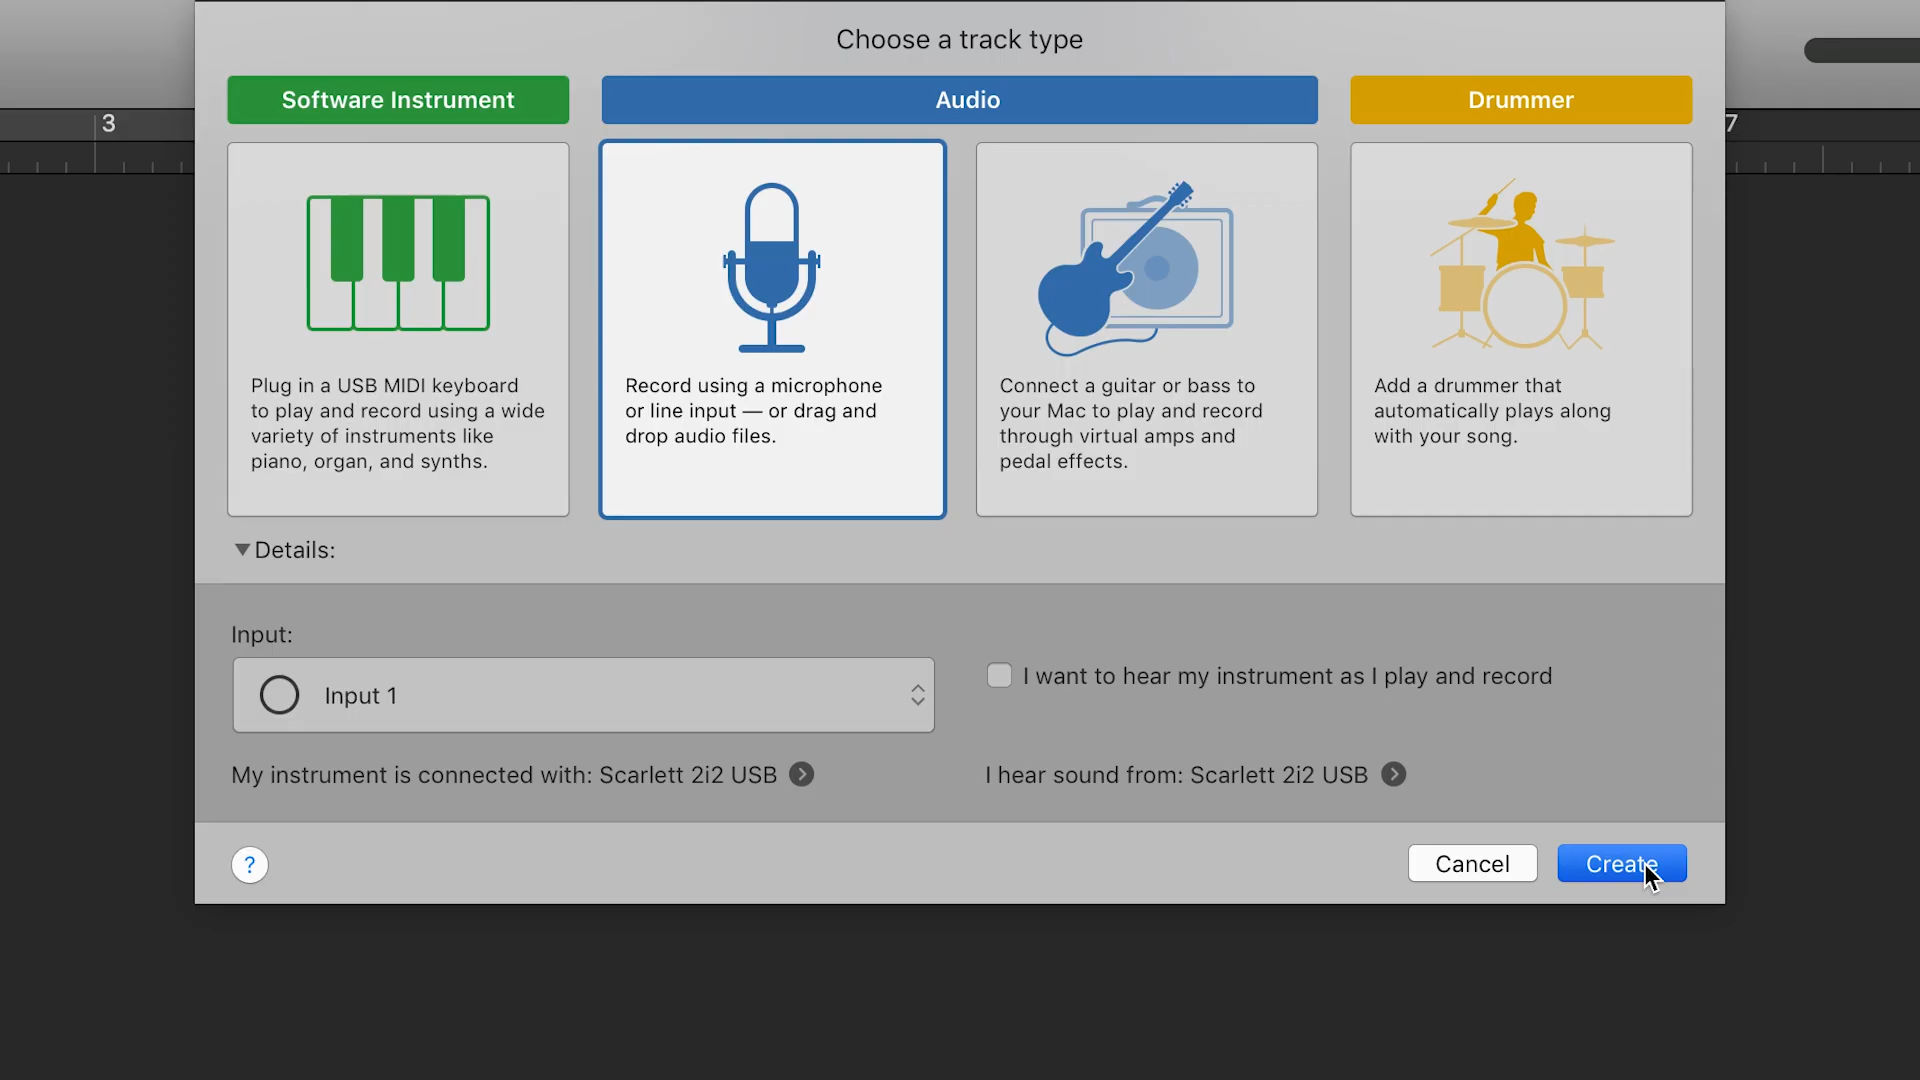 Choose a track type
Software Instrument
Audio
Drummer
3
7
Plug in a USB MIDI keyboard
to play and record using a wide
variety of instruments like
piano, organ, and synths.
Record using a microphone
or line input — or drag and
drop audio files.
Connect a guitar or bass to
your Mac to play and record
through virtual amps and
pedal effects.
Add a drummer that
automatically plays along
with your song.
Details:
Input:
Input 1
I want to hear my instrument as I play and record
My instrument is connected with: Scarlett 2i2 USB
I hear sound from: Scarlett 2i2 USB
?
Cancel
Create